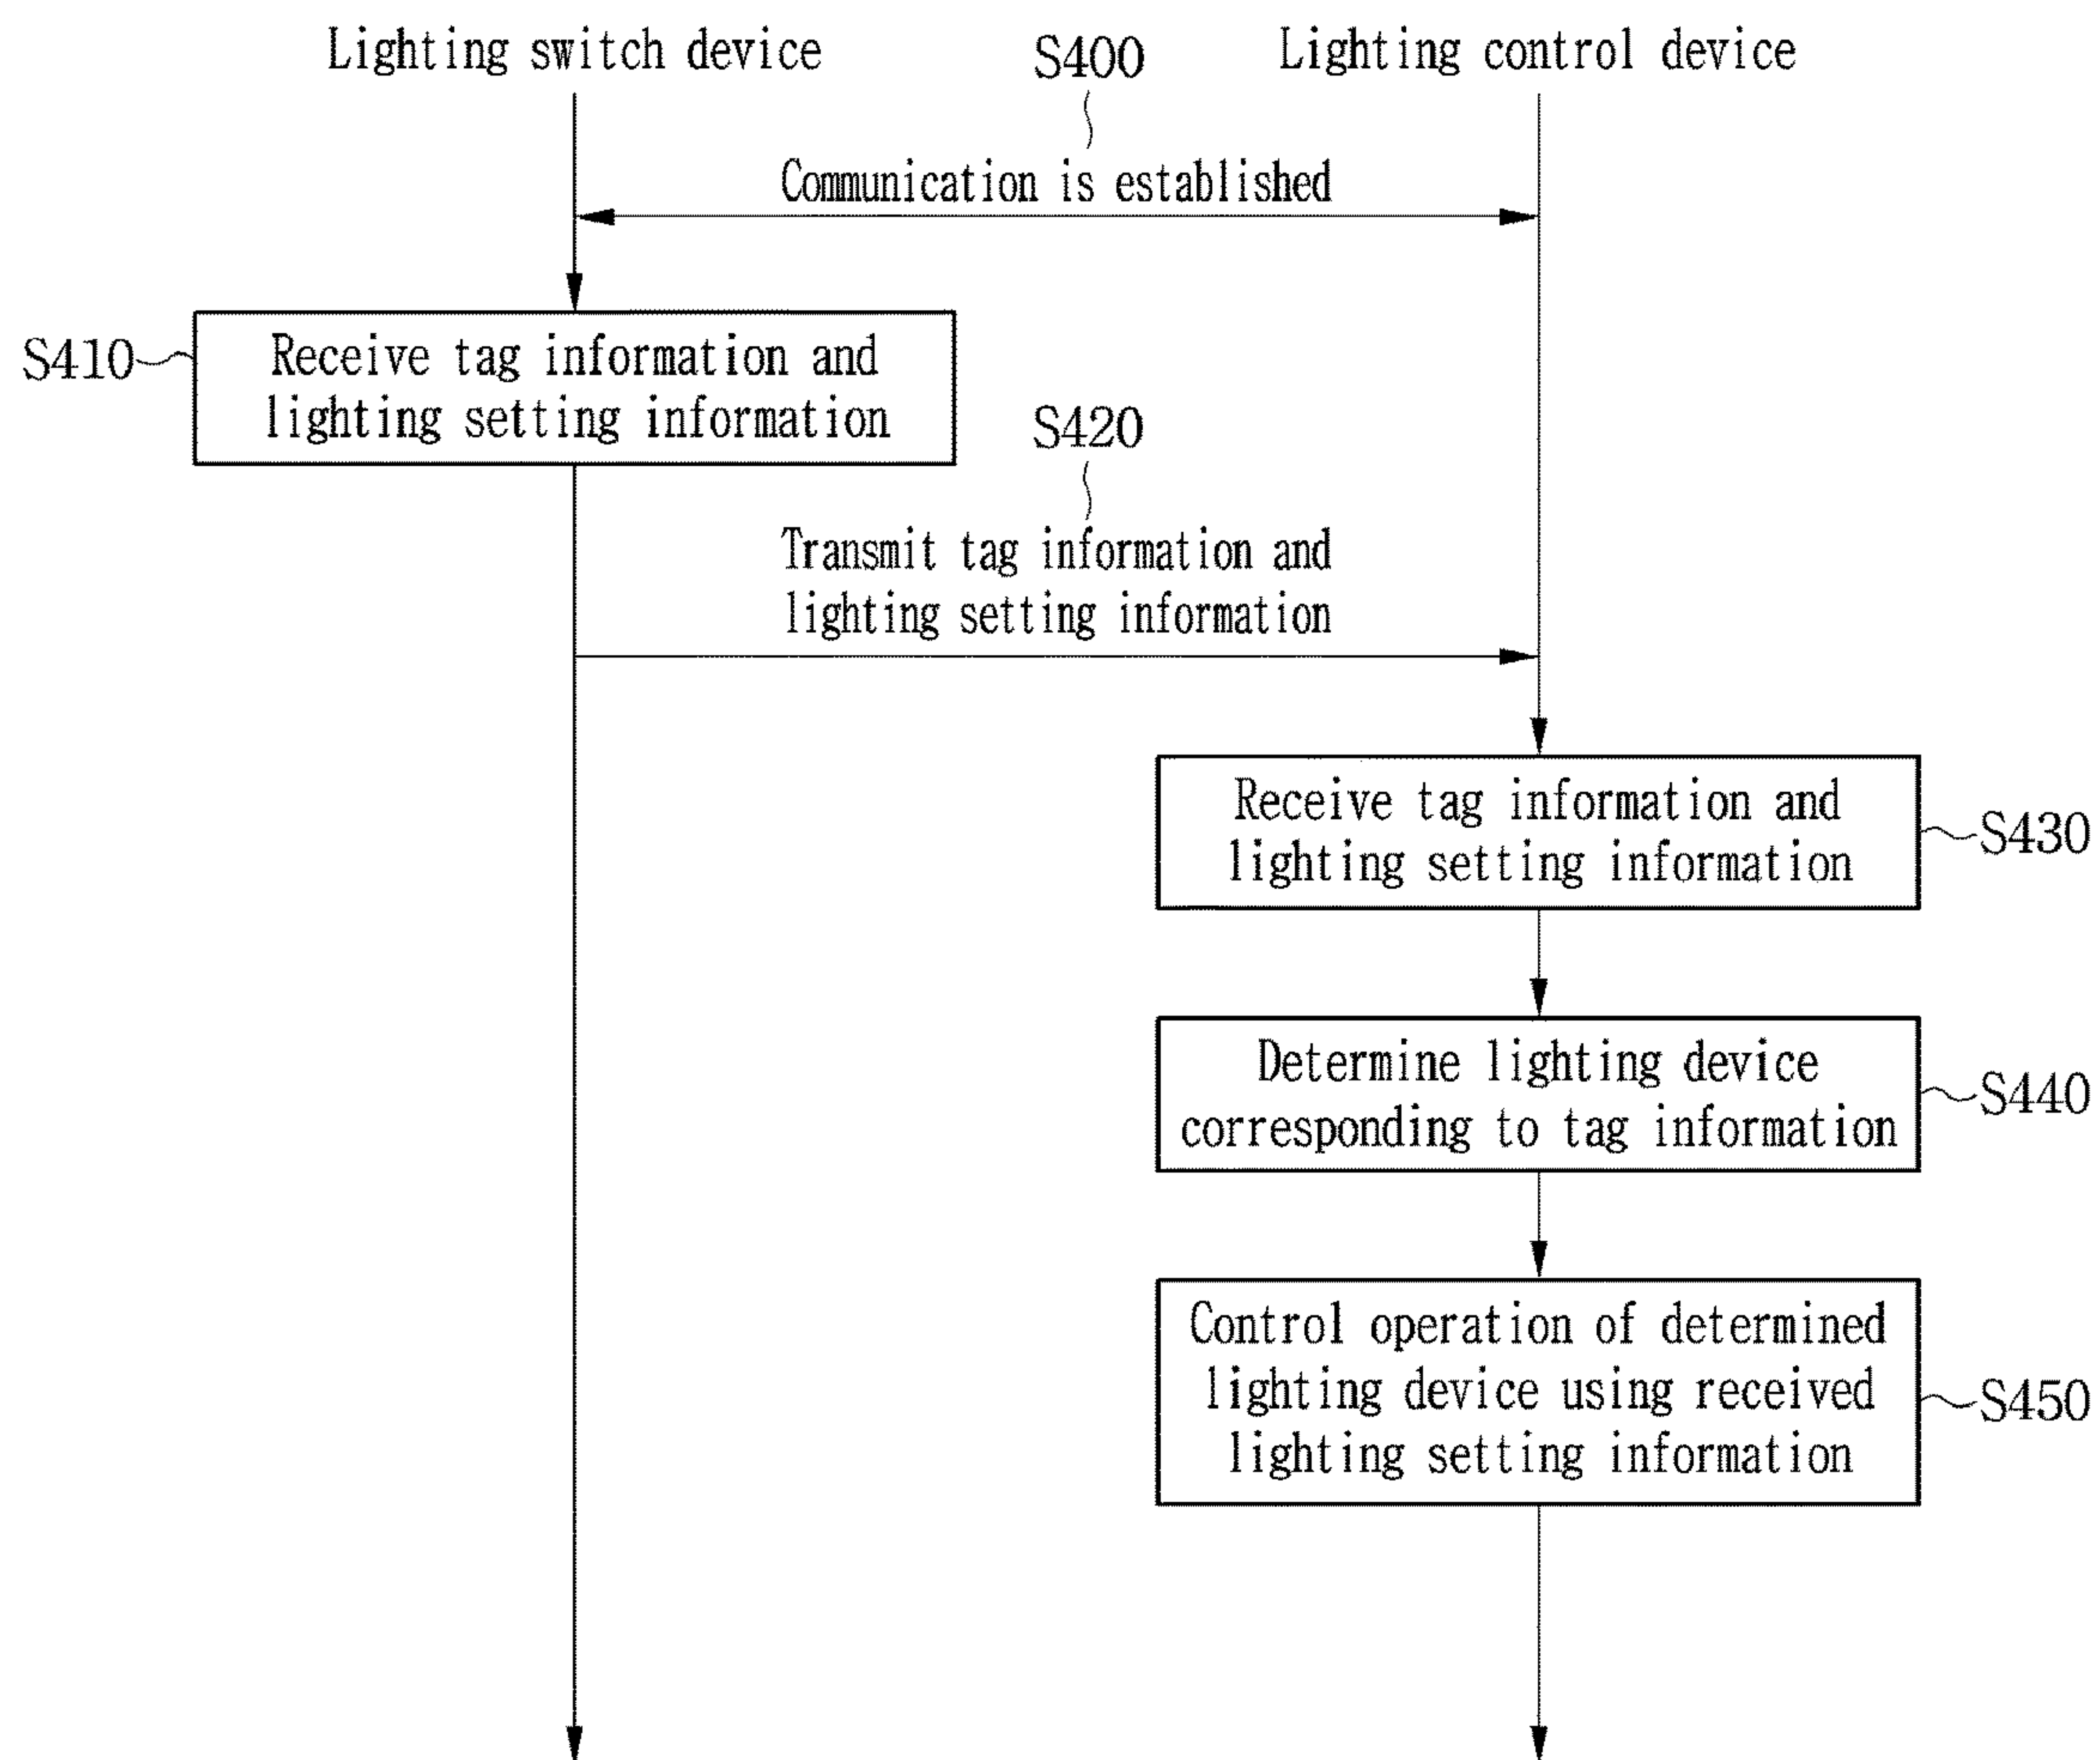 Lighting switch device
S400
Lighting control device
Communication is established
S410
Receive tag information and
lighting setting information
S420
Transmit tag information and
lighting setting information
Receive tag information and
lighting setting information
S430
Determine lighting device
corresponding to tag information
S440
Control operation of determined
lighting device using received
lighting setting information
S450